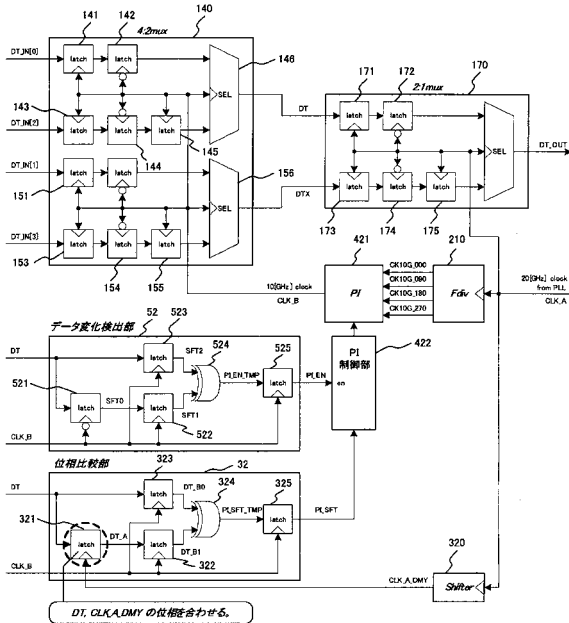 141
142
4:2mux
140
DT_IN[0]
latch
latch
146
SEL
143
DT_IN[2]
latch
latch
latch
144
145
DT_IN[1]
latch
latch
151
156
SEL
DT_IN[3]
latch
latch
latch
153
154
155
DT
DTX
171
172
2:1mux
170
latch
latch
SEL
DT_OUT
latch
latch
latch
173
174
175
421
210
10[GHz] clock
CLK_B
PI
CK10G_000
CK10G_090
CK10G_180
CK10G_270
Fdiv
20[GHz] clock
from PLL
CLK_A
データ変化検出部
52
523
DT
latch
SFT2
524
525
521
latch
SFT0
latch
SFT1
PI_EN_TMP
latch
PI_EN
522
CLK_B
PI
制御部
en
422
位相比較部
32
323
DT
latch
DT_B0
324
325
321
latch
DT_A
latch
DT_B1
PI_SFT_TMP
latch
PI_SFT
322
CLK_B
320
CLK_A_DMY
Shifter
DT, CLK_A_DMY の位相を合わせる。